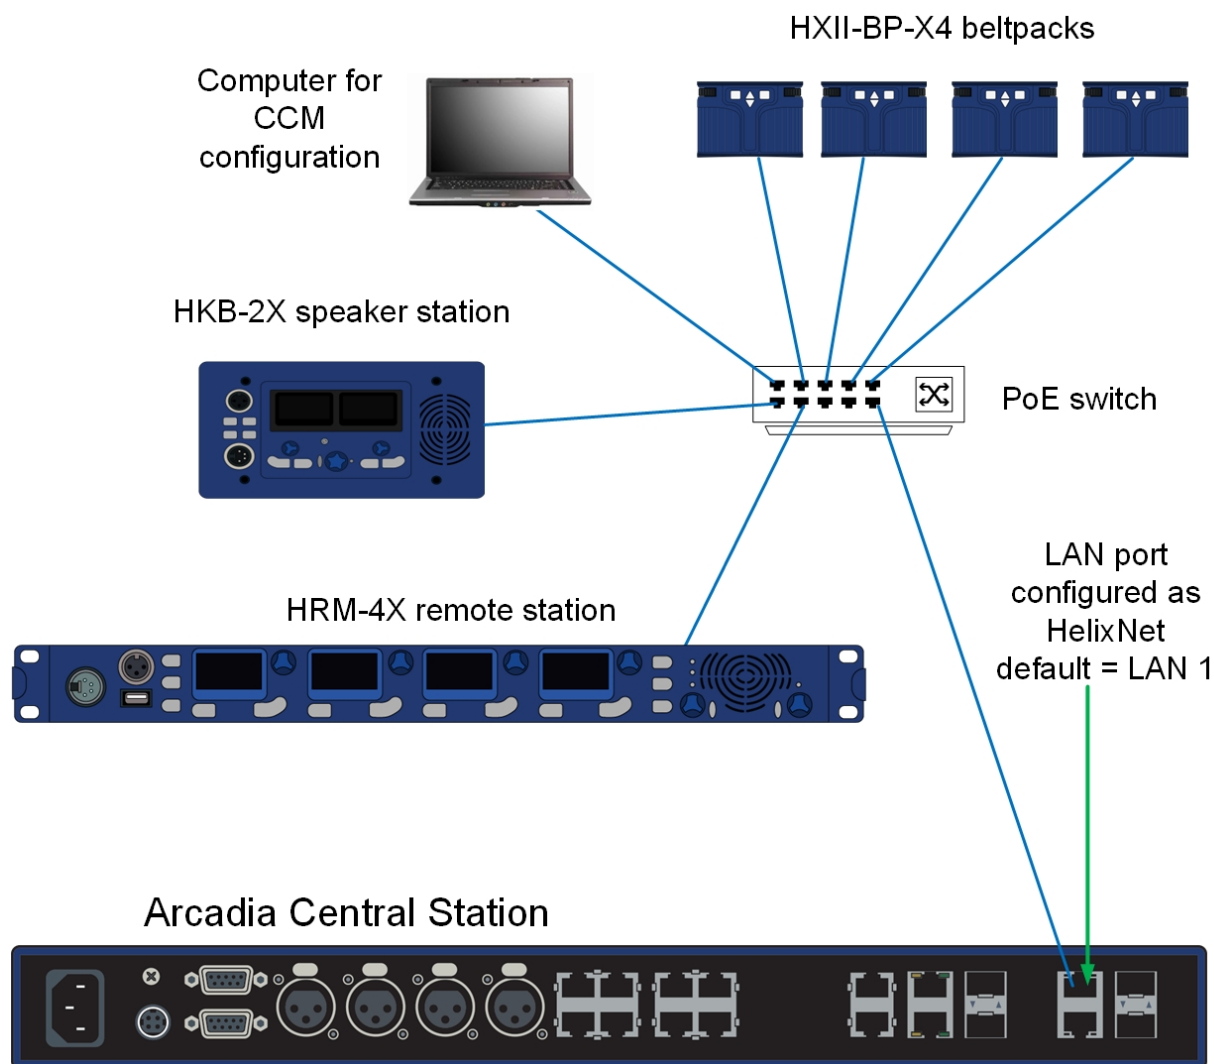 HXII-BP-X4 beltpacks
Computer for
CCM
configuration
HKB-2X speaker station
PoE switch
LAN port
configured as
HelixNet
default = LAN 1
HRM-4X remote station
Arcadia Central Station